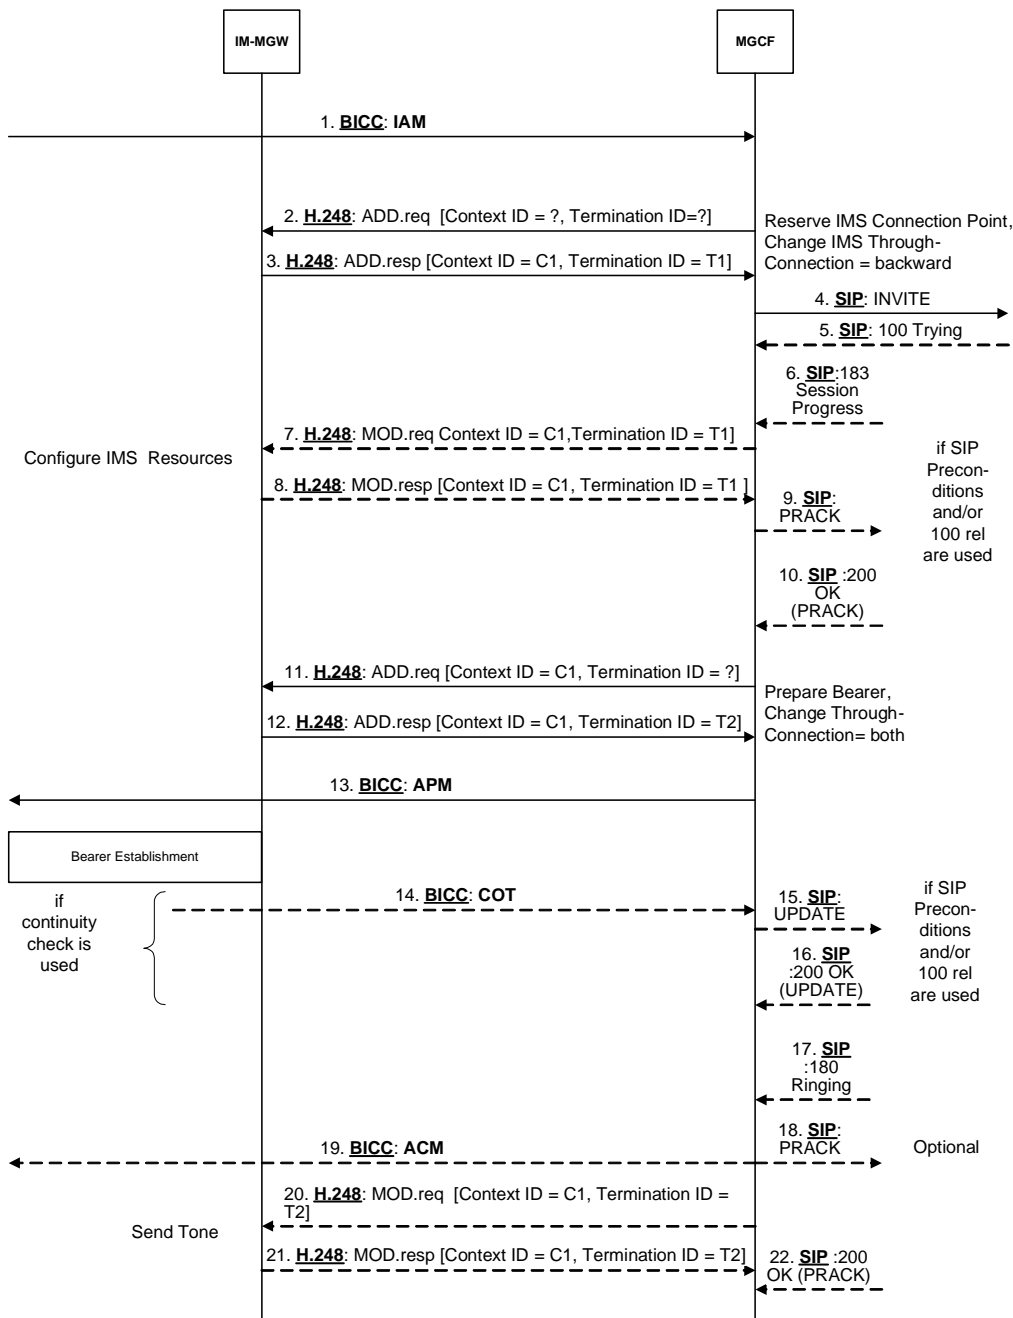 IM-MGW
MGCF
1. BICC: IAM
2. H.248: ADD.req [Context ID = ?, Termination ID=?]
Reserve IMS Connection Point,
Change IMS Through-
Connection = backward
3. H.248: ADD.resp [Context ID = C1, Termination ID = T1]
4. SIP: INVITE
5. SIP: 100 Trying
6. SIP:183
Session
Progress
7. H.248: MOD.req Context ID = C1,Termination ID = T1]
Configure IMS Resources
8. H.248: MOD.resp [Context ID = C1, Termination ID = T1 ]
9. SIP:
PRACK
if SIP
Precon-
ditions
and/or
100 rel
are used
10. SIP :200
OK
(PRACK)
11. H.248: ADD.req [Context ID = C1, Termination ID = ?]
Prepare Bearer,
Change Through-
Connection= both
12. H.248: ADD.resp [Context ID = C1, Termination ID = T2]
13. BICC: APM
Bearer Establishment
if
continuity
check is
used
14. BICC: COT
15. SIP:
UPDATE
16. SIP
:200 OK
(UPDATE)
if SIP
Precon-
ditions
and/or
100 rel
are used
17. SIP
:180
Ringing
18. SIP:
PRACK
Optional
19. BICC: ACM
20. H.248: MOD.req [Context ID = C1, Termination ID =
T2]
Send Tone
21. H.248: MOD.resp [Context ID = C1, Termination ID = T2]
22. SIP :200
OK (PRACK)